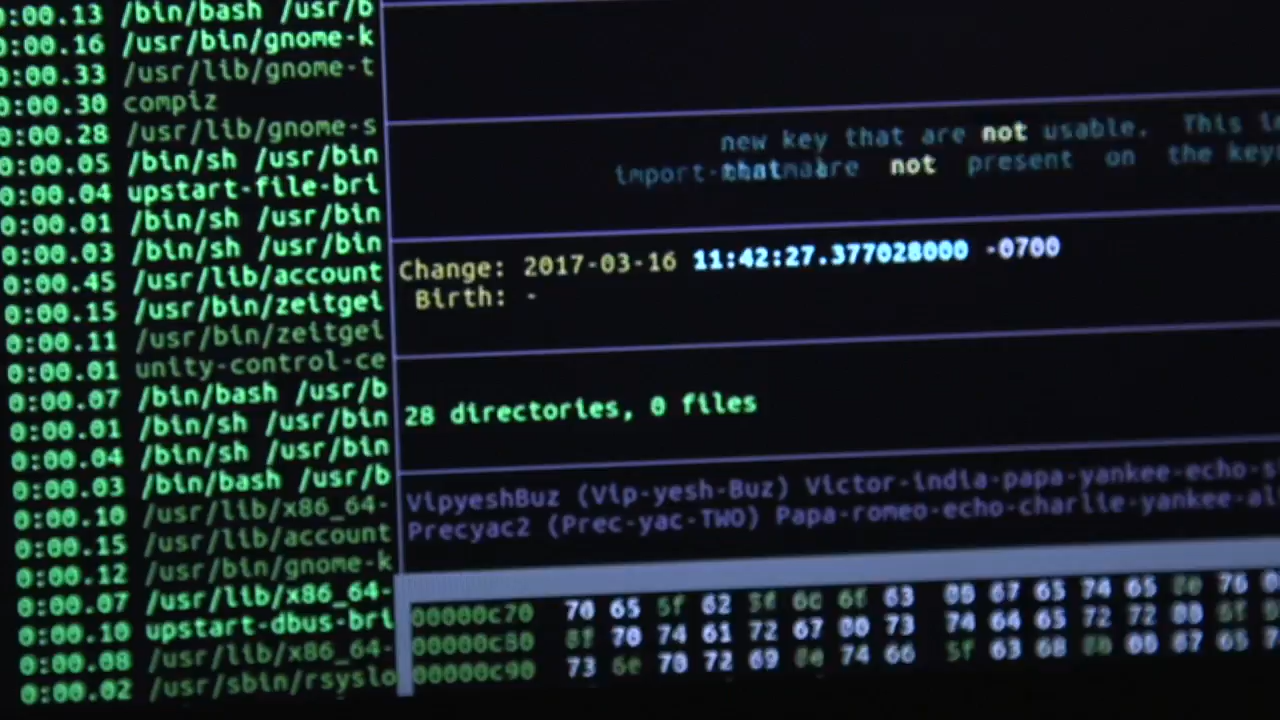 0:00.13 /bin/bash /usr/b
0:00.16 /usr/bin/gnome-k
0:00.33 /usr/lib/gnome-t
0:00.30 compiz
0:00.28 /usr/lib/gnome-s
0:00.05 /bin/sh /usr/bin
0:00.04 upstart-file-bri
0:00.01 /bin/sh /usr/bin
0:00.03 /bin/sh /usr/bin
0:00.45 /usr/lib/account
0:00.15 /usr/bin/zeitgei
0:00.11 /usr/bin/zeitgei
0:00.01 unity-control-ce
0:00.07 /bin/bash /usr/b
0:00.01 /bin/sh /usr/bin
0:00.04 /bin/sh /usr/bin
0:00.03 /bin/bash /usr/b
0:00.10 /usr/lib/x86_64-
0:00.15 /usr/lib/account
0:00.12 /usr/bin/gnome-k
0:00.07 /usr/lib/x86_64-
0:00.10 upstart-dbus-bri
0:00.08 /usr/lib/x86_64-
0:00.02 /usr/sbin/rsyslo
new key that are not usable. This
not present on the
Change: 2017-03-16 11:42:27.377028000 -0700
Birth: -
28 directories, 0 files
VipyeshBuz (Vip-yesh-Buz) Victor-india-papa-yankee-echo-s
Precyac2 (Prec-yac-TWO) Papa-romeo-echo-charlie-yankee-al
00000c70 70 65 5f 62 6c 6f 63 67 65 74 65 76
00000c80 70 74 61 72 67 00 73 74 64 65 72 72
00000c90 73 6e 70 72 69 74 66 5f 63 68 67 65